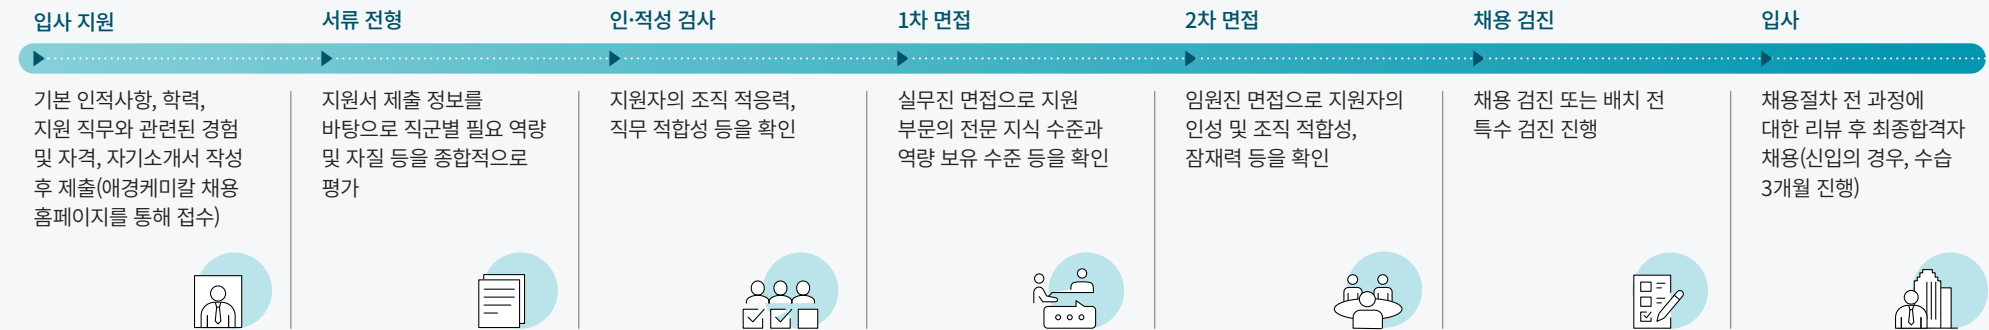 입사 지원
기본 인적사항, 학력,
지원 직무와 관련된 경험
및 자격, 자기소개서 작성
후 제출(애경케미칼 채용
홈페이지를 통해 접수)
서류 전형
지원서 제출 정보를
바탕으로 직군별 필요 역량
및 자질 등을 종합적으로
평가
인·적성 검사
지원자의 조직 적응력,
직무 적합성 등을 확인
1차 면접
실무진 면접으로 지원
부문의 전문 지식 수준과
역량 보유 수준 등을 확인
2차 면접
임원진 면접으로 지원자의
인성 및 조직 적합성,
잠재력 등을 확인
채용 검진
채용 검진 또는 배치 전
특수 검진 진행
입사
채용절차 전 과정에
대한 리뷰 후 최종합격자
채용(신입의 경우, 수습
3개월 진행)